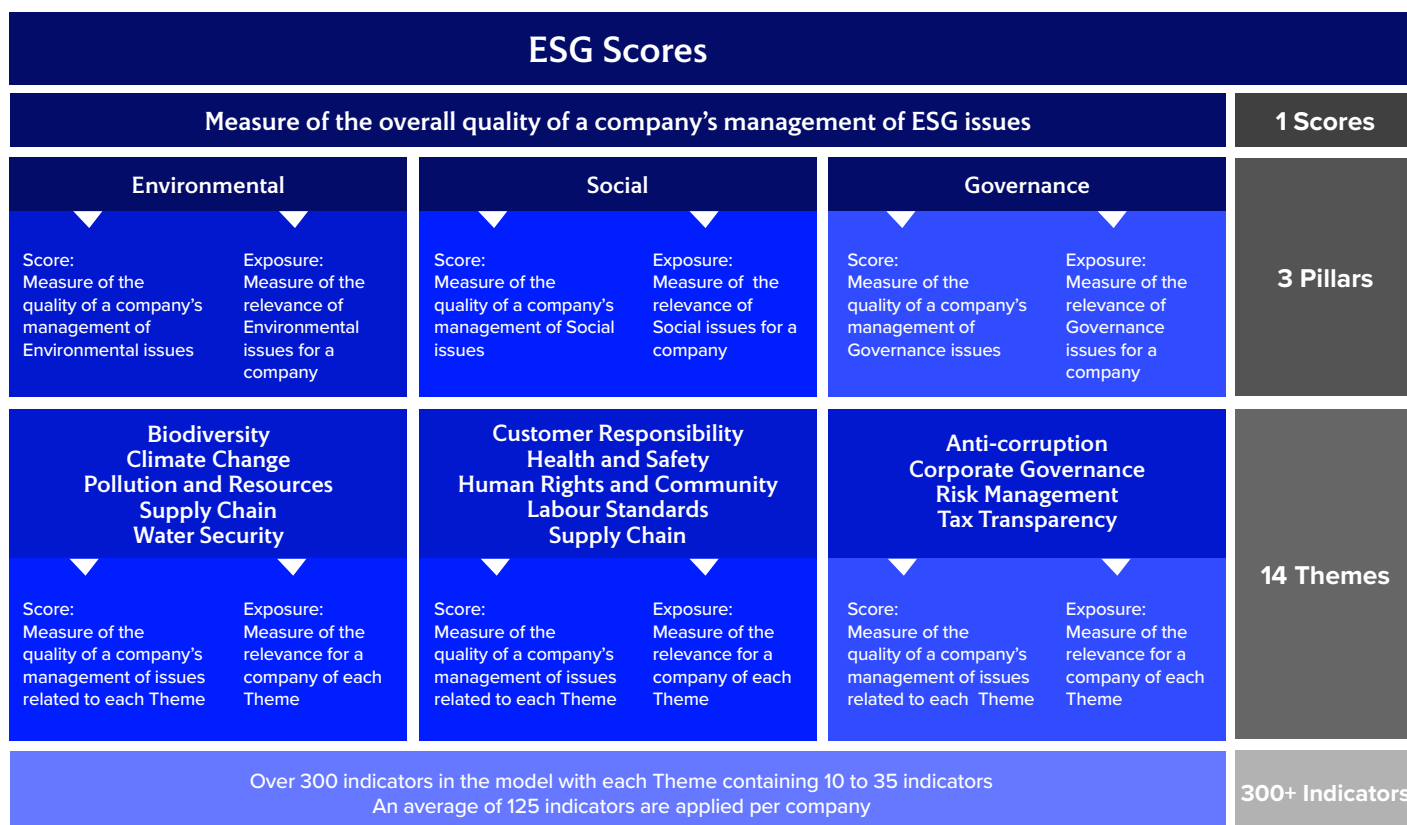 ESG Scores
Measure of the overall quality of a company’s management of ESG issues
1 Scores
Environmental
Score:
Measure of the
quality of a company’s
management of
Environmental issues
Exposure:
Measure of the
relevance of
Environmental
issues for a
company
Social
Score:
Measure of the
quality of a company’s
management of Social
issues
Exposure:
Measure of  the
relevance of
Social issues for a
company
Governance
Score:
Measure of the
quality of a company’s
management of
Governance issues
Exposure:
Measure of the
relevance of
Governance
issues for a
company
3 Pillars
Biodiversity
Climate Change
Pollution and Resources
Supply Chain
Water Security
Score:
Measure of the
quality of a company’s
management of issues
related to each Theme
Exposure:
Measure of the
relevance for a
company of each
Theme
Customer Responsibility
Health and Safety
Human Rights and Community
Labour Standards
Supply Chain
Score:
Measure of the
quality of a company’s
management of issues
related to each Theme
Exposure:
Measure of the
relevance for a
company of each
Theme
Anti-corruption
Corporate Governance
Risk Management
Tax Transparency
Score:
Measure of the
quality of a company’s
management of issues
related to each  Theme
Exposure:
Measure of the
relevance for a
company of each
Theme
14 Themes
Over 300 indicators in the model with each Theme containing 10 to 35 indicators
An average of 125 indicators are applied per company
300+ Indicators